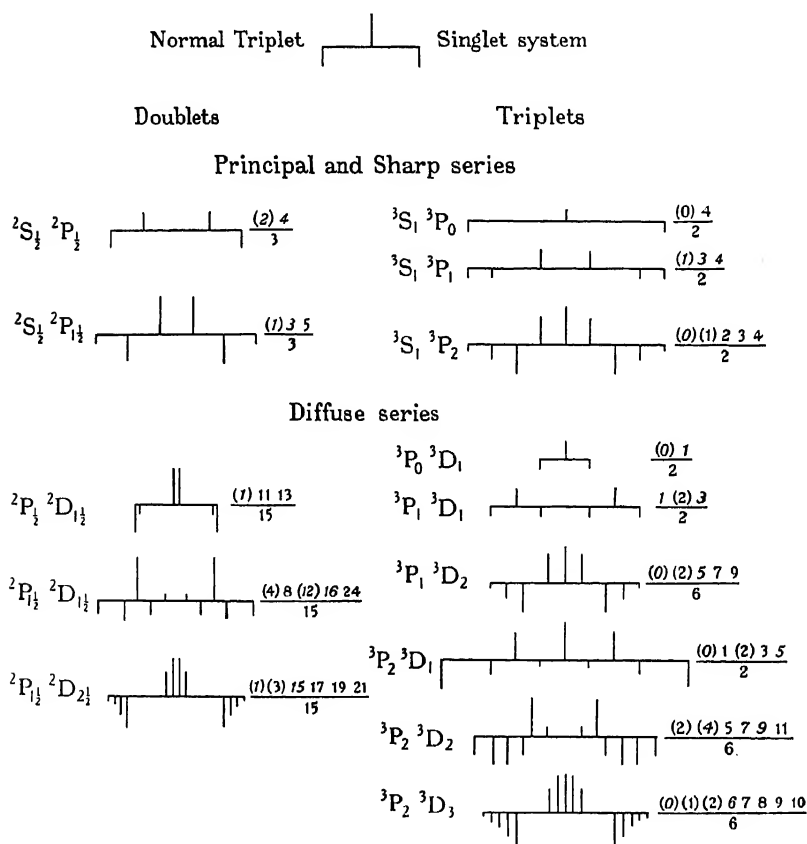 Normal Triplet Singlet system
Doublets Triplets
Principal and Sharp series
²S½ ²P½ (2) 4 / 3
³S₁ ³P₀ (0) 4 / 2
³S₁ ³P₁ (1) 3 4 / 2
²S½ ²P1½ (1) 3 5 / 3
³S₁ ³P₂ (0) (1) 2 3 4 / 2
Diffuse series
³P₀ ³D₁ (0) 1 / 2
²P½ ²D1½ (1) 11 13 / 15
³P₁ ³D₁ 1 (2) 3 / 2
²P1½ ²D1½ (4) 8 (12) 16 24 / 15
³P₁ ³D₂ (0) (2) 5 7 9 / 6
²P1½ ²D2½ (1) (3) 15 17 19 21 / 15
³P₂ ³D₁ (0) 1 (2) 3 5 / 2
³P₂ ³D₂ (2) (4) 5 7 9 11 / 6.
³P₂ ³D₃ (0) (1) (2) 6 7 8 9 10 / 6